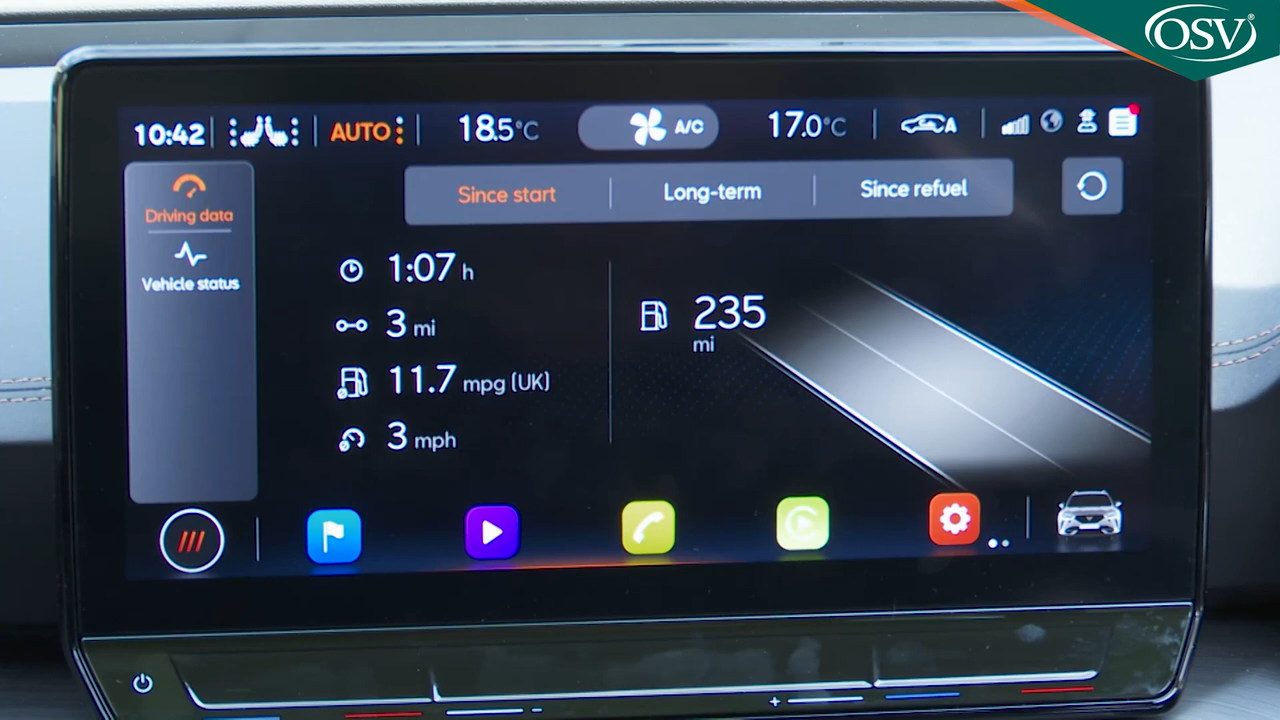 OSV®
10:42 AUTO 18.5°C A/C 17.0°C A
Since start Long-term Since refuel
Driving data
Vehicle status
1:07 h
3 mi
11.7 mpg (UK)
3 mph
235
mi
- +